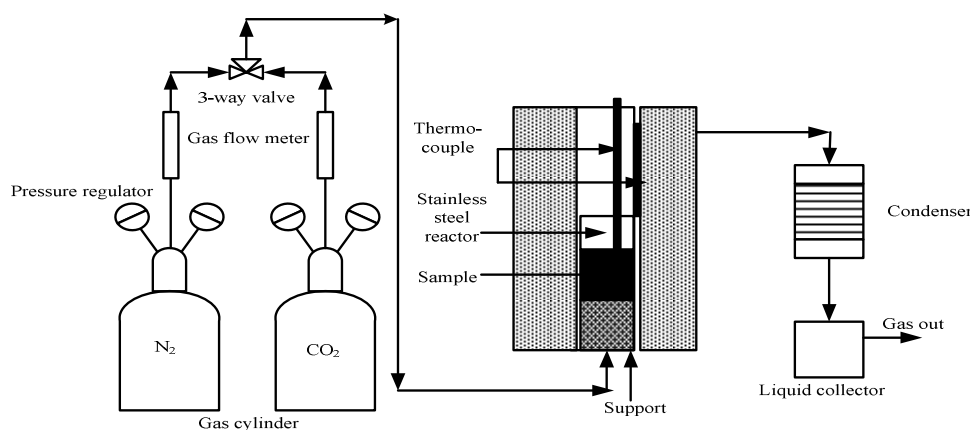 3-way valve
Gas flow meter
Pressure regulator
N₂
CO₂
Gas cylinder
Thermo-
couple
Stainless
steel
reactor
Sample
Support
Condenser
Gas out
Liquid collector